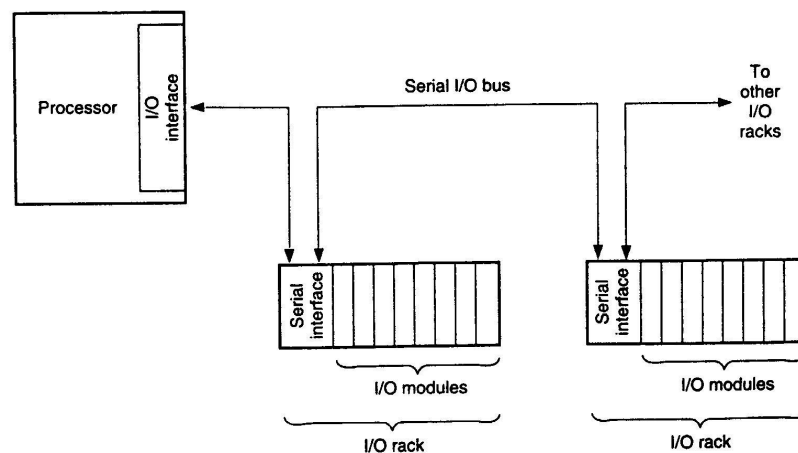 Processor
I/O
interface
Serial I/O bus
To
other
I/O
racks
Serial
interface
I/O modules
I/O rack
Serial
interface
I/O modules
I/O rack